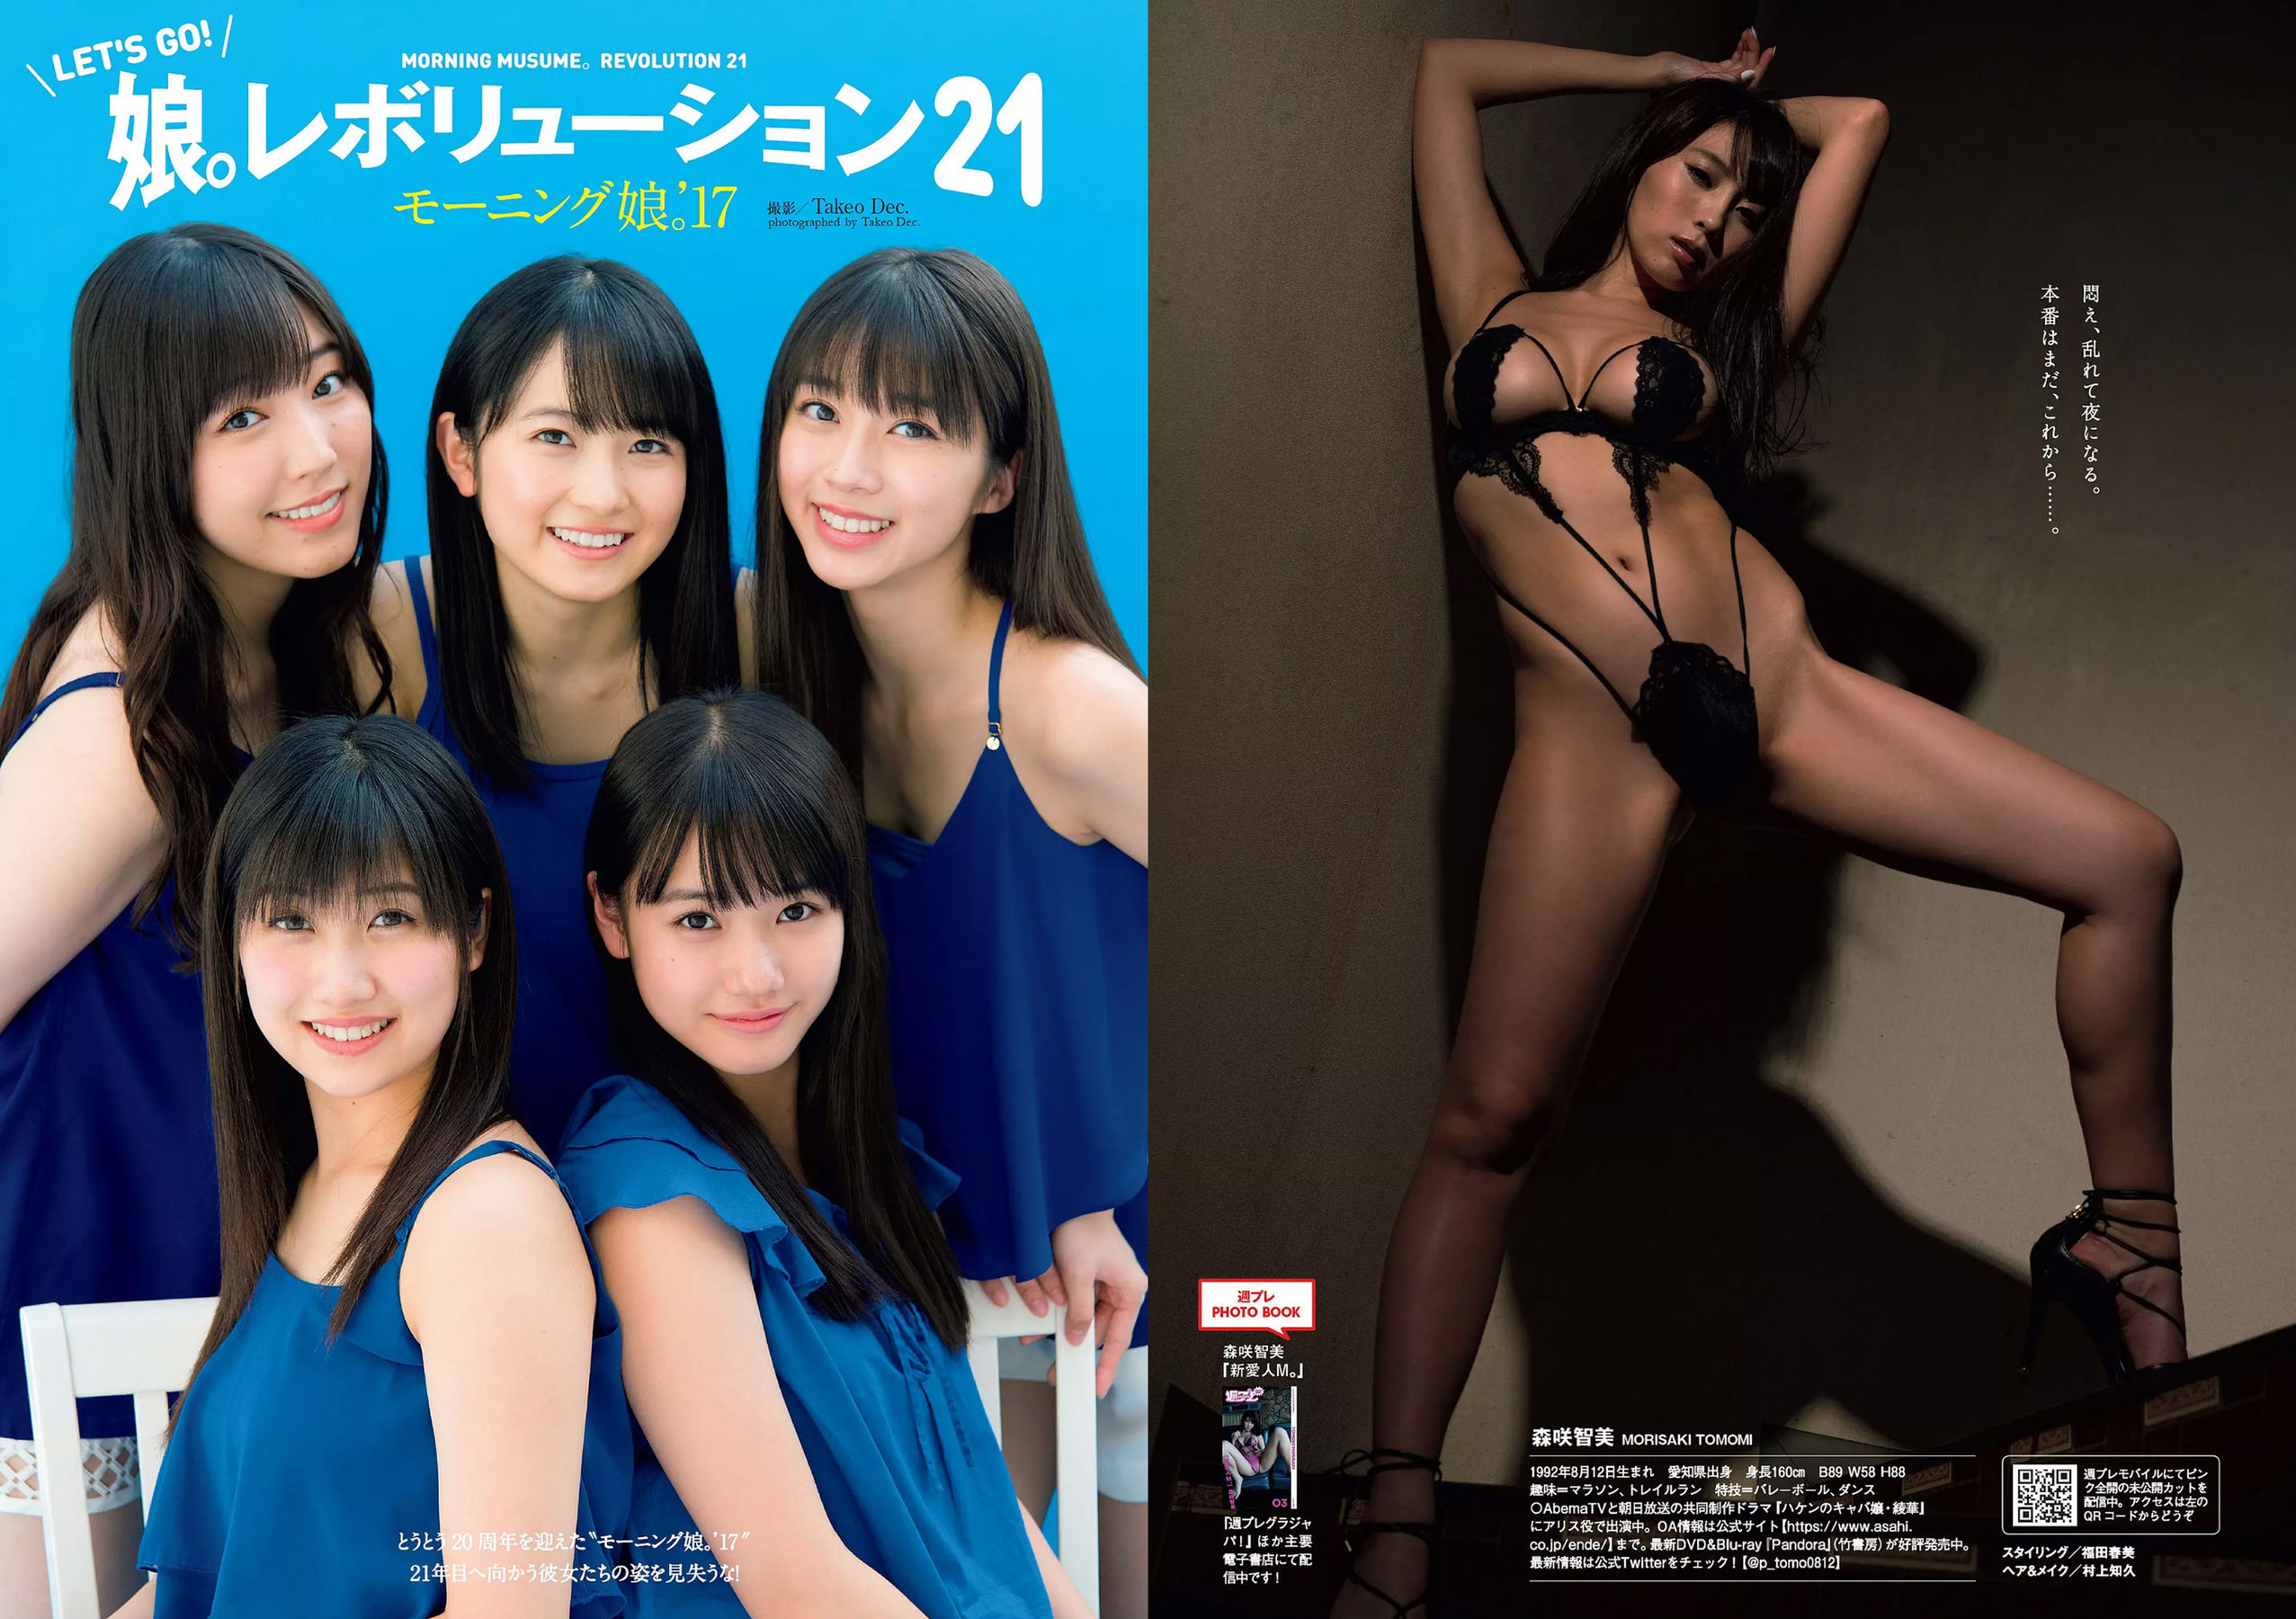 LET'S GO!
MORNING MUSUME。 REVOLUTION 21
娘。レボリューション21
モーニング娘。'17
撮影／Takeo Dec.
photographed by Takeo Dec.
とうとう20周年を迎えた“モーニング娘。'17”
21年目へ向かう彼女たちの姿を見失うな!
悶え、乱れて夜になる。
本番はまだ、これから……。
週プレ
PHOTO BOOK
森咲智美
『新愛人M。』
週プレ
03
『週プレグラジャ
パ！』ほか主要
電子書店にて配
信中です！
森咲智美 MORISAKI TOMOMI
1992年8月12日生まれ　愛知県出身　身長160㎝　B89 W58 H88
趣味＝マラソン、トレイルラン　特技＝バレーボール、ダンス
○AbemaTVと朝日放送の共同制作ドラマ『ハケンのキャバ嬢・綾華』
にアリス役で出演中。OA情報は公式サイト【https://www.asahi.
co.jp/ende/】まで。最新DVD&Blu-ray『Pandora』（竹書房）が好評発売中。
最新情報は公式Twitterをチェック！【@p_tomo0812】
週プレモバイルにてピン
ク全開の未公開カットを
配信中。アクセスは左の
QRコードからどうぞ
スタイリング／福田春美
ヘア&メイク／村上知久